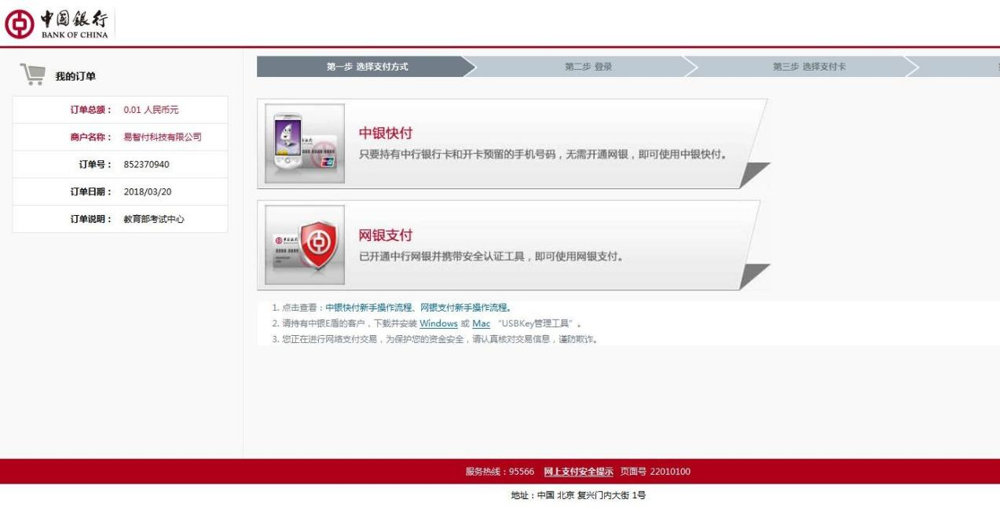 中国银行
BANK OF CHINA
我的订单
订单总额： 0.01 人民币元
商户名称： 易智付科技有限公司
订单号： 852370940
订单日期： 2018/03/20
订单说明： 教育部考试中心
第一步 选择支付方式
第二步 登录
第三步 选择支付卡
中银快付
只要持有中行银行卡和开卡预留的手机号码，无需开通网银，即可使用中银快付。
网银支付
已开通中行网银并携带安全认证工具，即可使用网银支付。
1. 点击查看：中银快付新手操作流程、网银支付新手操作流程。
2. 请持有中银E盾的客户，下载并安装 Windows 或 Mac “USBKey管理工具”。
3. 您正在进行网络支付交易，为保护您的资金安全，请认真核对交易信息，谨防欺诈。
服务热线：95566 网上支付安全提示 页面号 22010100
地址：中国 北京 复兴门内大街 1号